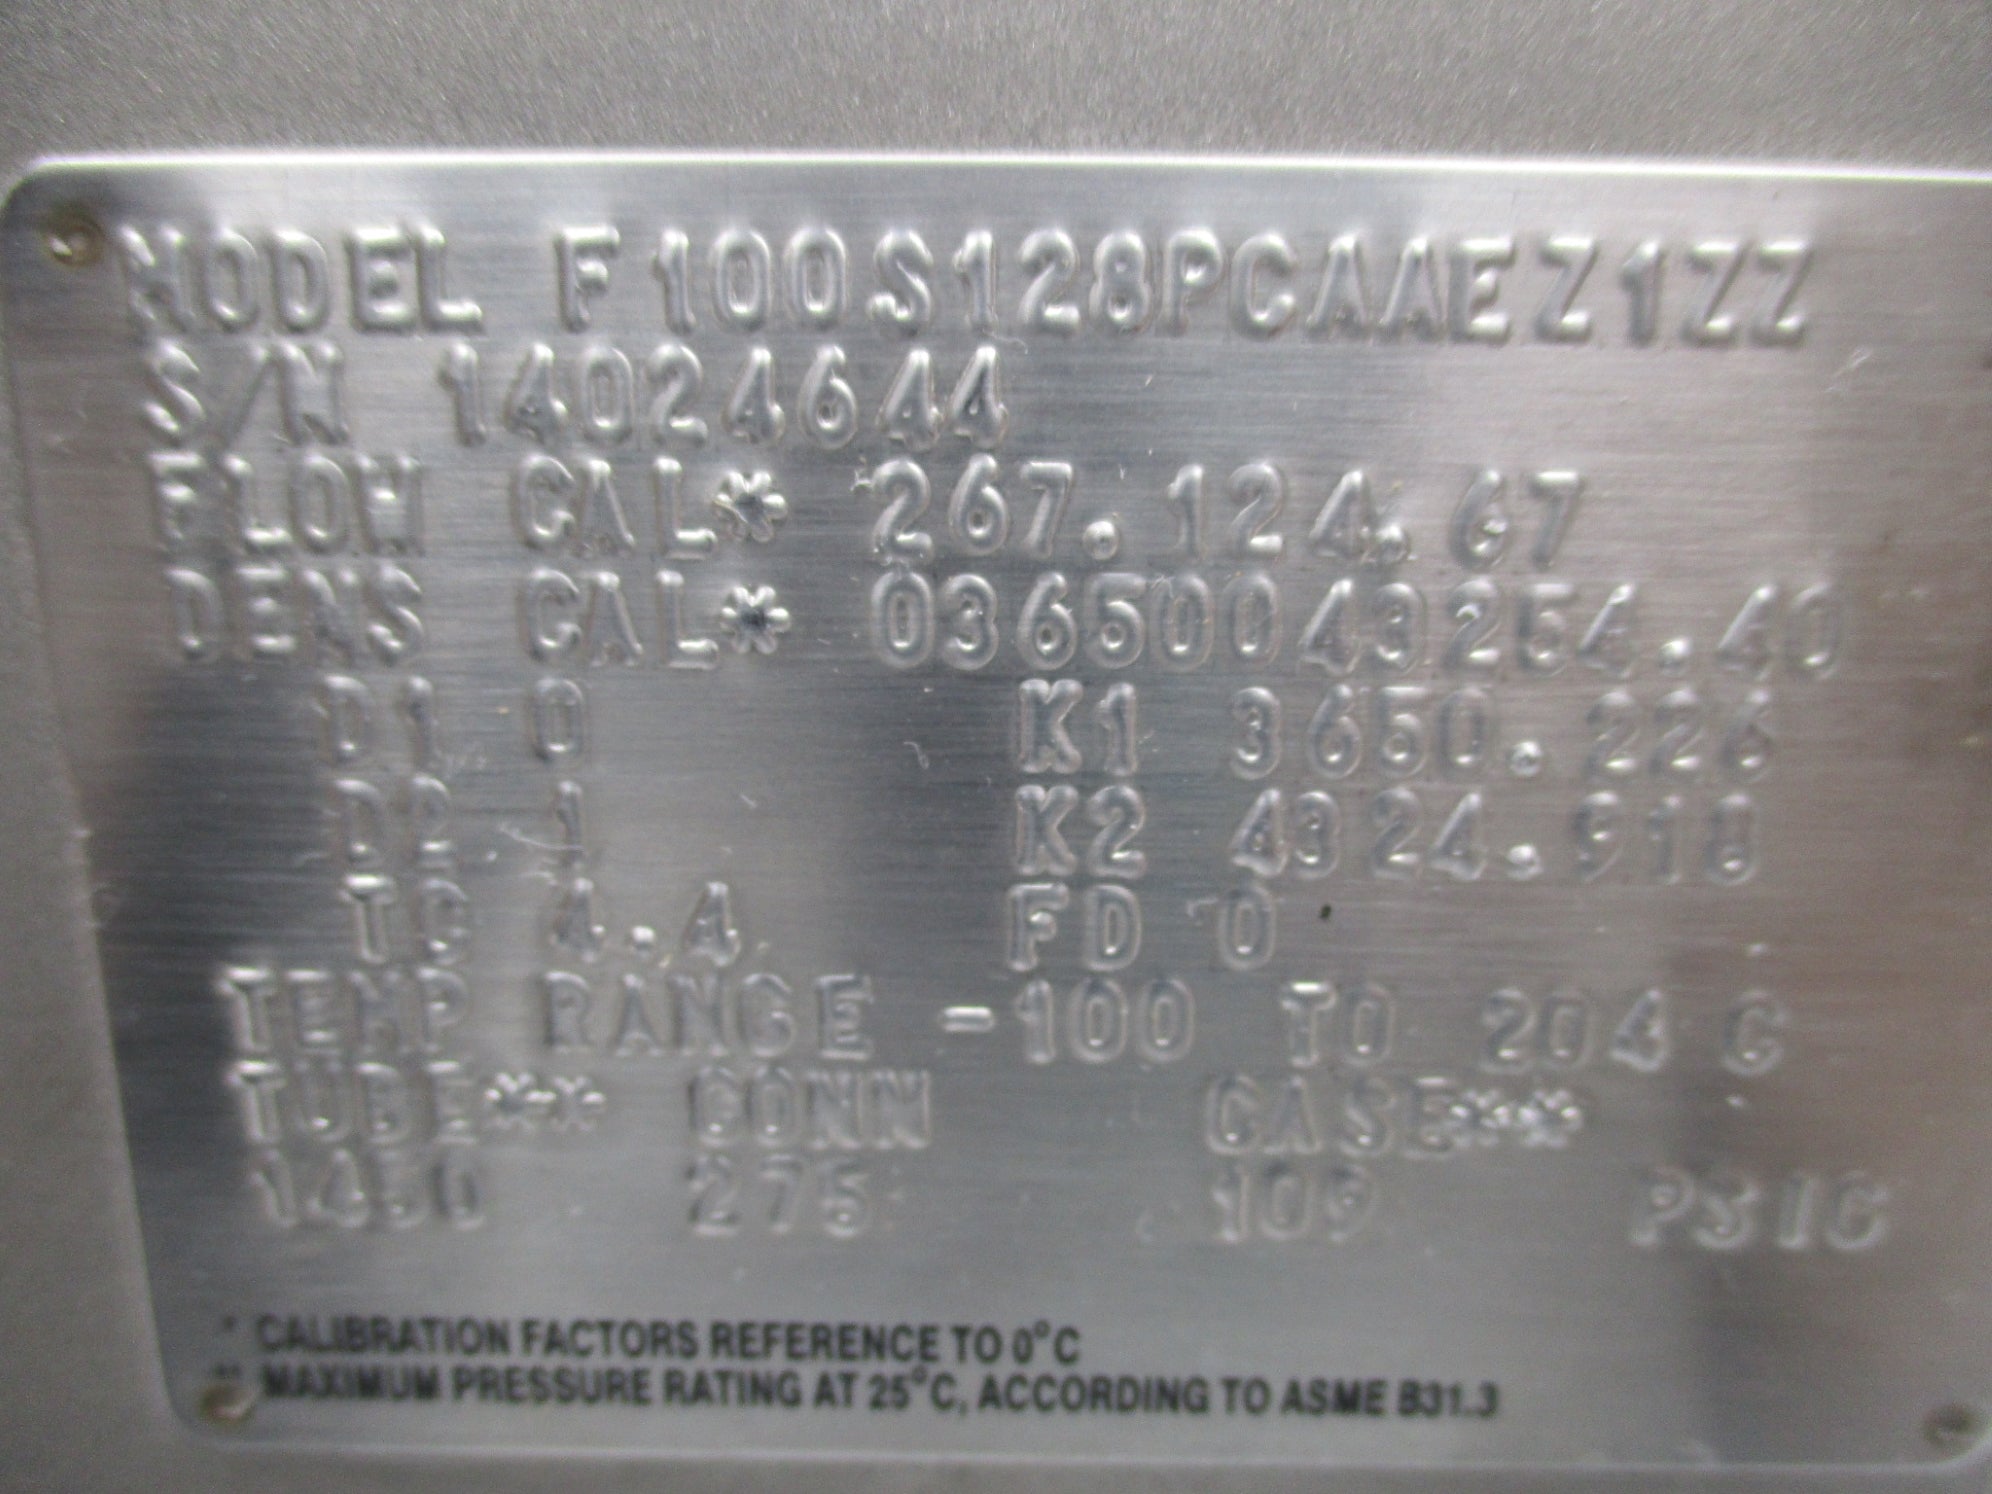 MODEL F100S128PCAAEZ1ZZ
S/N 14024644
FLOW CAL* 267.124.67
DENS CAL* 03650043254.40
D1 0 K1 3650.226
D2 1 K2 4324.910
TC 4.4 FD 0
TEMP RANGE -100 TO 204 C
TUBE** CONN CASE**
1450 275 109 PSIG
* CALIBRATION FACTORS REFERENCE TO 0°C
** MAXIMUM PRESSURE RATING AT 25°C, ACCORDING TO ASME B31.3